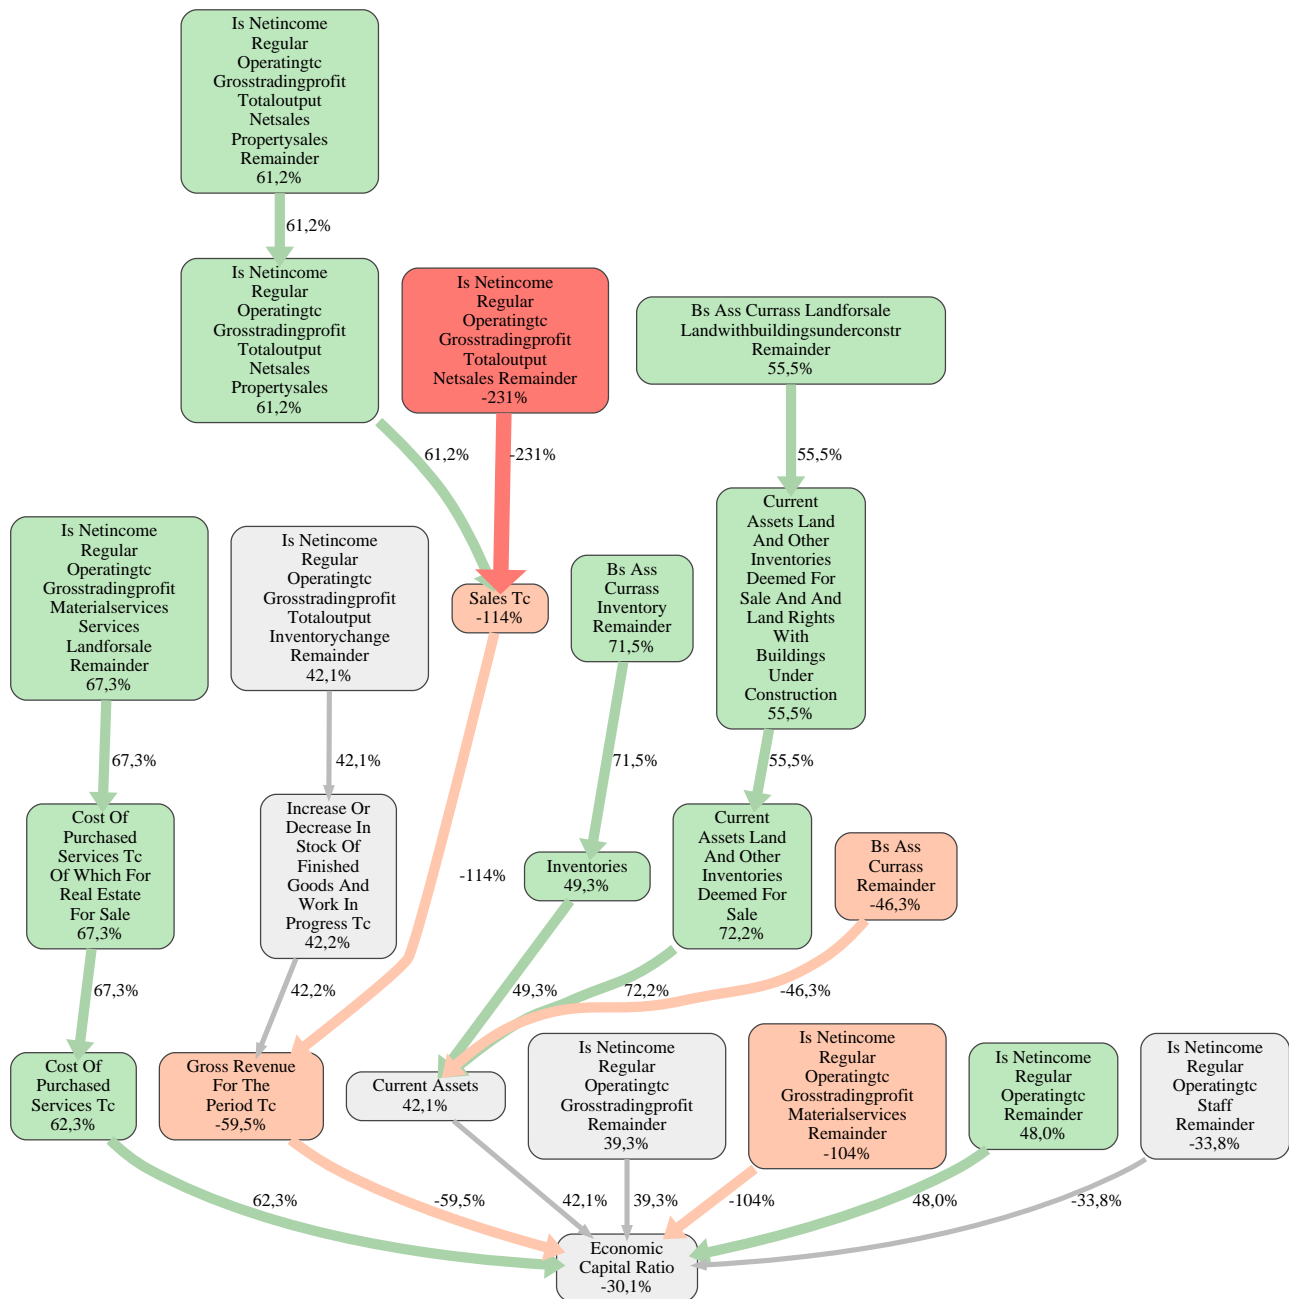 Is Netincome
Regular
Operatingtc
Grosstradingprofit
Totaloutput
Netsales
Propertysales
Remainder
61,2%
61,2%
Is Netincome
Regular
Operatingtc
Grosstradingprofit
Totaloutput
Netsales
Propertysales
61,2%
Is Netincome
Regular
Operatingtc
Grosstradingprofit
Totaloutput
Netsales Remainder
-231%
Bs Ass Currass Landforsale
Landwithbuildingsunderconstr
Remainder
55,5%
61,2%
-231%
55,5%
Is Netincome
Regular
Operatingtc
Grosstradingprofit
Materialservices
Services
Landforsale
Remainder
67,3%
Is Netincome
Regular
Operatingtc
Grosstradingprofit
Totaloutput
Inventorychange
Remainder
42,1%
Sales Tc
-114%
Bs Ass
Currass
Inventory
Remainder
71,5%
Current
Assets Land
And Other
Inventories
Deemed For
Sale And And
Land Rights
With
Buildings
Under
Construction
55,5%
67,3%
42,1%
71,5%
55,5%
Cost Of
Purchased
Services Tc
Of Which For
Real Estate
For Sale
67,3%
Increase Or
Decrease In
Stock Of
Finished
Goods And
Work In
Progress Tc
42,2%
-114%
Inventories
49,3%
Current
Assets Land
And Other
Inventories
Deemed For
Sale
72,2%
Bs Ass
Currass
Remainder
-46,3%
67,3%
42,2%
49,3%
72,2%
-46,3%
Cost Of
Purchased
Services Tc
62,3%
Gross Revenue
For The
Period Tc
-59,5%
Current Assets
42,1%
Is Netincome
Regular
Operatingtc
Grosstradingprofit
Remainder
39,3%
Is Netincome
Regular
Operatingtc
Grosstradingprofit
Materialservices
Remainder
-104%
Is Netincome
Regular
Operatingtc
Remainder
48,0%
Is Netincome
Regular
Operatingtc
Staff
Remainder
-33,8%
62,3%
-59,5%
42,1%
39,3%
-104%
48,0%
-33,8%
Economic
Capital Ratio
-30,1%